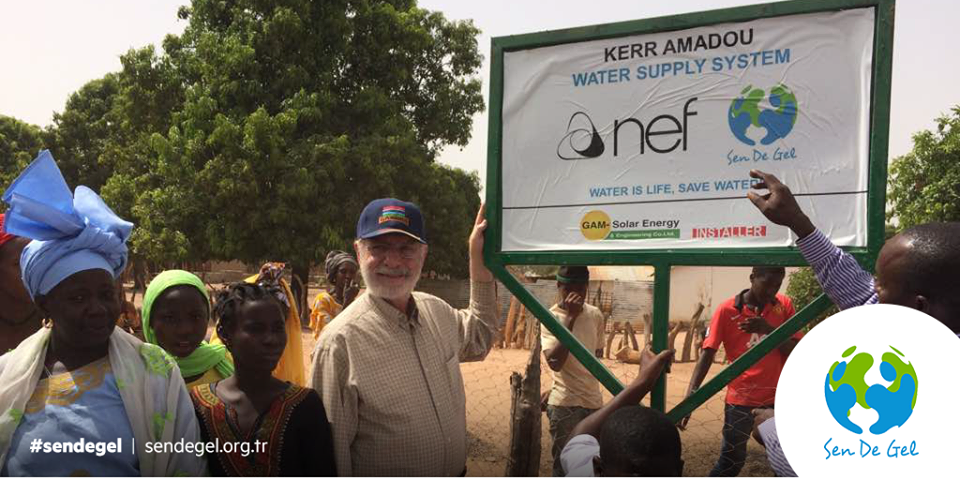 KERR AMADOU
WATER SUPPLY SYSTEM
nef
Sen De Gel
WATER IS LIFE, SAVE WATER
GAM- Solar Energy
& Engineering Co.Ltd
INSTALLER
#sendegel | sendegel.org.tr
Sen De Gel